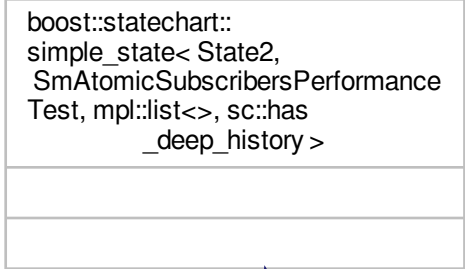 boost::statechart::
simple_state< State2,
SmAtomicSubscribersPerformance
Test, mpl::list<>, sc::has
_deep_history >